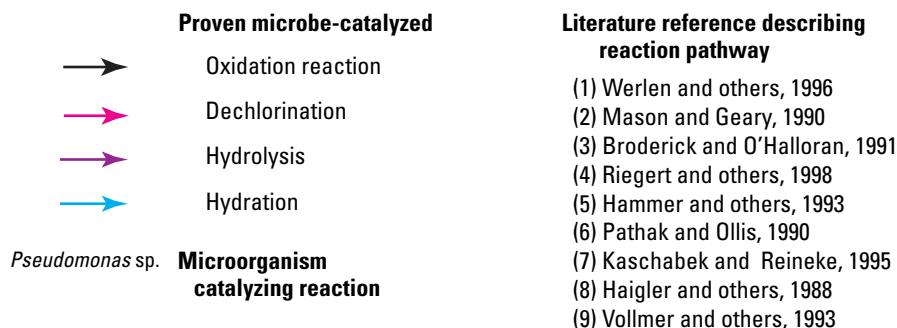 Proven microbe-catalyzed
Oxidation reaction
Dechlorination
Hydrolysis
Hydration
Pseudomonas sp. Microorganism
catalyzing reaction
Literature reference describing
reaction pathway
(1) Werlen and others, 1996
(2) Mason and Geary, 1990
(3) Broderick and O'Halloran, 1991
(4) Riegert and others, 1998
(5) Hammer and others, 1993
(6) Pathak and Ollis, 1990
(7) Kaschabek and Reineke, 1995
(8) Haigler and others, 1988
(9) Vollmer and others, 1993